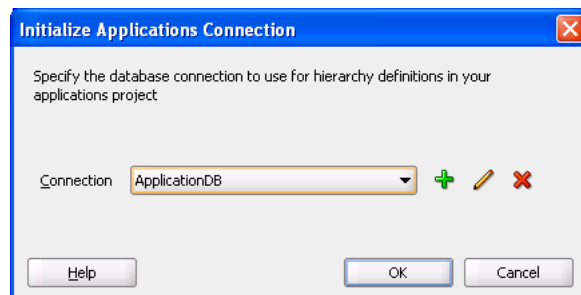 Initialize Applications Connection
Specify the database connection to use for hierarchy definitions in your
applications project
Connection ApplicationDB
Help OK Cancel